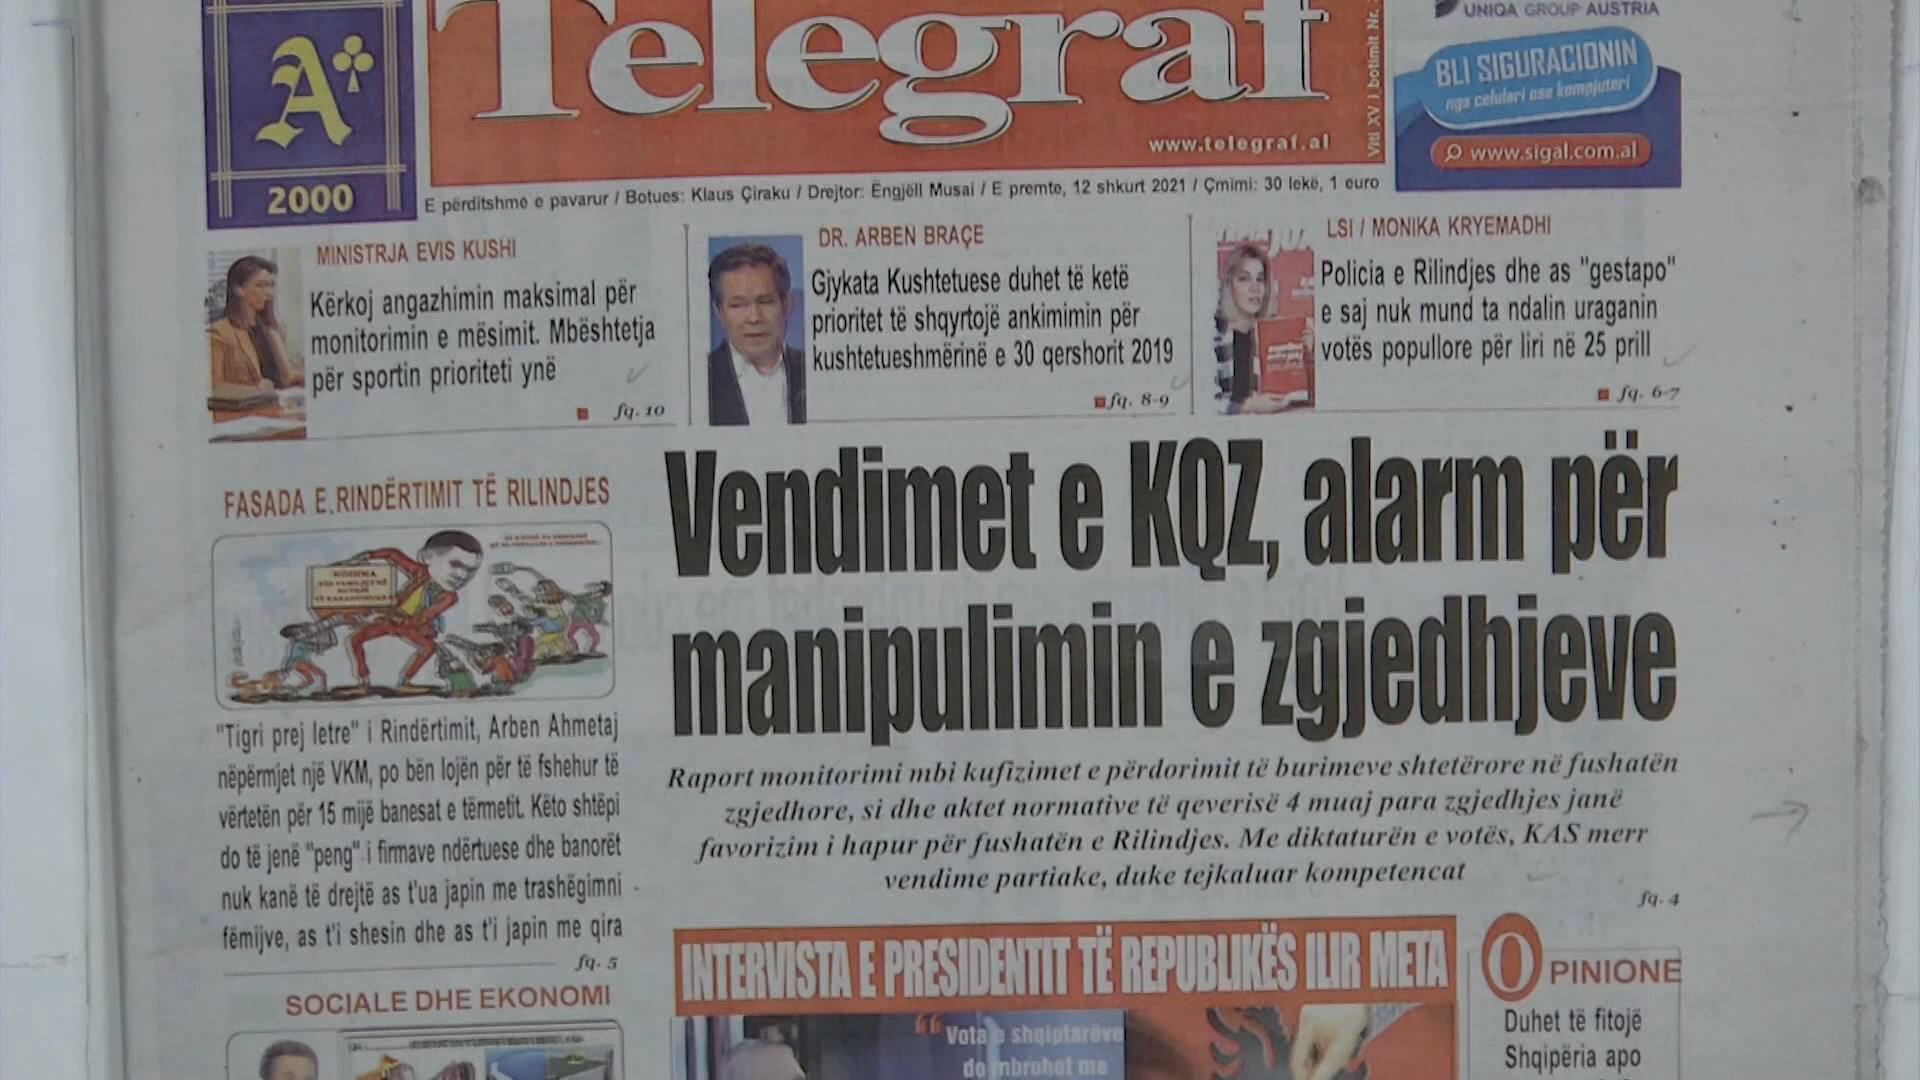 A
2000
Telegraf
www.telegraf.al
Viti XV i botimit Nr.
UNIQA GROUP AUSTRIA
BLI SIGURACIONIN
nga celulari ose kompjuteri
www.sigal.com.al
E përditshme e pavarur / Botues: Klaus Çiraku / Drejtor: Engjëll Musai / E premte, 12 shkurt 2021 / Çmimi: 30 lekë, 1 euro
MINISTRJA EVIS KUSHI
Kërkoj angazhimin maksimal për
monitorimin e mësimit. Mbështetja
për sportin prioriteti ynë
fq. 10
DR. ARBEN BRAÇE
Gjykata Kushtetuese duhet të ketë
prioritet të shqyrtojë ankimimin për
kushtetueshmërinë e 30 qershorit 2019
fq. 8-9
LSI / MONIKA KRYEMADHI
Policia e Rilindjes dhe as "gestapo"
e saj nuk mund ta ndalin uraganin
votës popullore për liri në 25 prill
fq. 6-7
FASADA E RINDËRTIMIT TË RILINDJES
"Tigri prej letre" i Rindërtimit, Arben Ahmetaj
nëpërmjet një VKM, po bën lojën për të fshehur të
vërtetën për 15 mijë banesat e tërmetit. Këto shtëpi
do të jenë "peng" i firmave ndërtuese dhe banorët
nuk kanë të drejtë as t'ua japin me trashëgimni
fëmijve, as t'i shesin dhe as t'i japin me qira
fq. 5
Vendimet e KQZ, alarm për
manipulimin e zgjedhjeve
Raport monitorimi mbi kufizimet e përdorimit të burimeve shtetërore në fushatën
zgjedhore, si dhe aktet normative të qeverisë 4 muaj para zgjedhjes janë
favorizim i hapur për fushatën e Rilindjes. Me diktaturën e votës, KAS merr
vendime partiake, duke tejkaluar kompetencat
fq. 4
SOCIALE DHE EKONOMI
INTERVISTA E PRESIDENTIT TË REPUBLIKËS ILIR META
"Vota e shqiptarëve
do mbrohet me
OPINIONE
Duhet të fitojë
Shqipëria apo